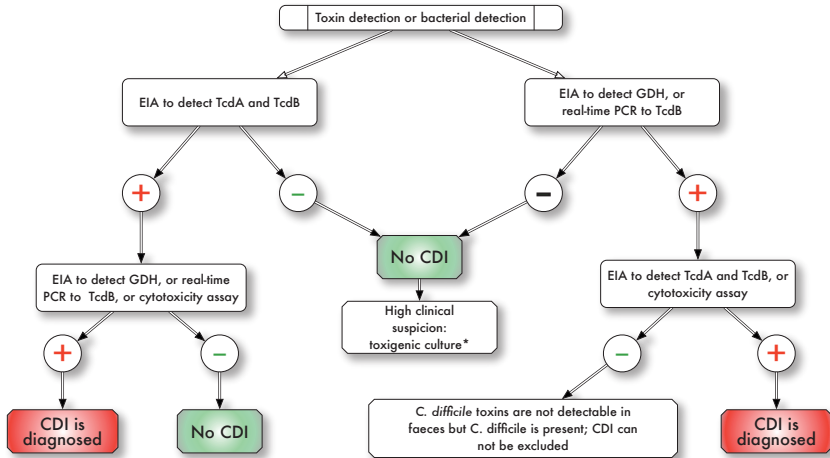 Toxin detection or bacterial detection
EIA to detect TcdA and TcdB
EIA to detect GDH, or
real-time PCR to TcdB
+
–
–
+
No CDI
EIA to detect GDH, or real-time
PCR to TcdB, or cytotoxicity assay
EIA to detect TcdA and TcdB, or
cytotoxicity assay
High clinical
suspicion:
toxigenic culture*
+
–
–
+
CDI is
diagnosed
No CDI
C. difficile toxins are not detectable in
faeces but C. difficile is present; CDI can
not be excluded
CDI is
diagnosed